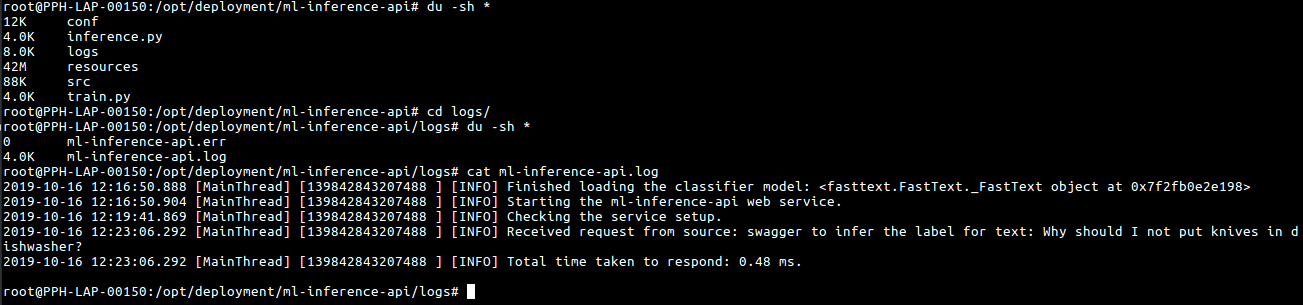 root@PPH-LAP-00150:/opt/deployment/ml-inference-api# du -sh *
12K     conf
4.0K    inference.py
8.0K    logs
42M     resources
88K     src
4.0K    train.py
root@PPH-LAP-00150:/opt/deployment/ml-inference-api# cd logs/
root@PPH-LAP-00150:/opt/deployment/ml-inference-api/logs# du -sh *
0       ml-inference-api.err
4.0K    ml-inference-api.log
root@PPH-LAP-00150:/opt/deployment/ml-inference-api/logs# cat ml-inference-api.log
2019-10-16 12:16:50.888 [MainThread] [139842843207488 ] [INFO] Finished loading the classifier model: <fasttext.FastText._FastText object at 0x7f2fb0e2e198>
2019-10-16 12:16:50.904 [MainThread] [139842843207488 ] [INFO] Starting the ml-inference-api web service.
2019-10-16 12:19:41.869 [MainThread] [139842843207488 ] [INFO] Checking the service setup.
2019-10-16 12:23:06.292 [MainThread] [139842843207488 ] [INFO] Received request from source: swagger to infer the label for text: Why should I not put knives in d
ishwasher?
2019-10-16 12:23:06.292 [MainThread] [139842843207488 ] [INFO] Total time taken to respond: 0.48 ms.
root@PPH-LAP-00150:/opt/deployment/ml-inference-api/logs#